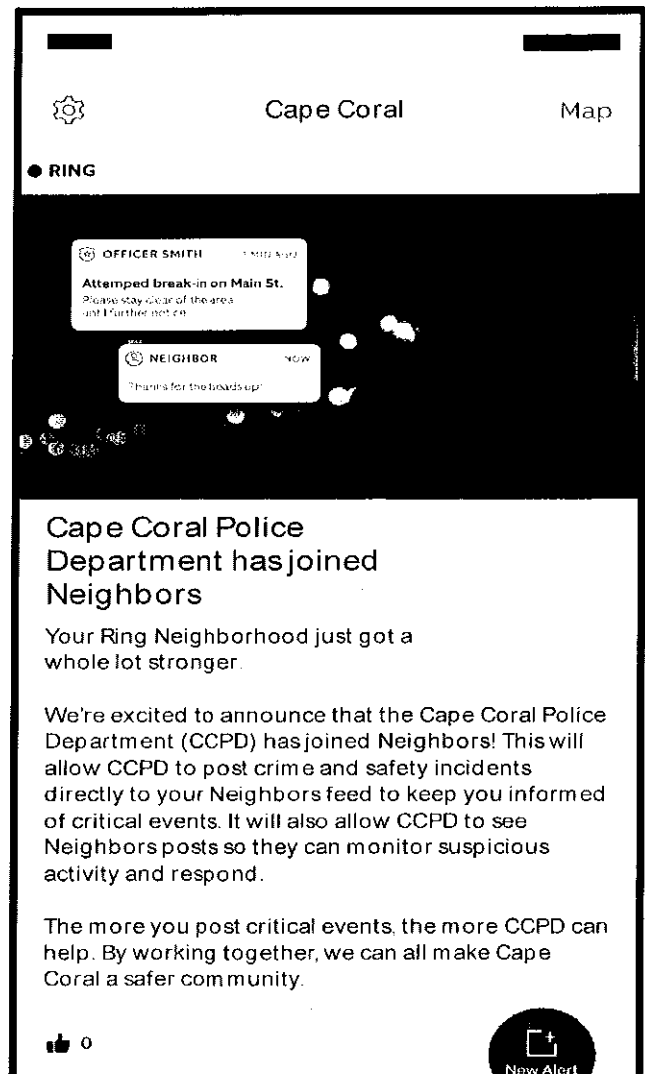 Cape Coral
Map
RING
OFFICER SMITH
Attemped break-in on Main St.
Please stay clear of the area
until further notice
NEIGHBOR NOW
Thanks for the heads up!
Cape Coral Police
Department has joined
Neighbors
Your Ring Neighborhood just got a
whole lot stronger.
We're excited to announce that the Cape Coral Police
Department (CCPD) has joined Neighbors! This will
allow CCPD to post crime and safety incidents
directly to your Neighbors feed to keep you informed
of critical events. It will also allow CCPD to see
Neighbors posts so they can monitor suspicious
activity and respond.
The more you post critical events, the more CCPD can
help. By working together, we can all make Cape
Coral a safer community.
0
New Alert